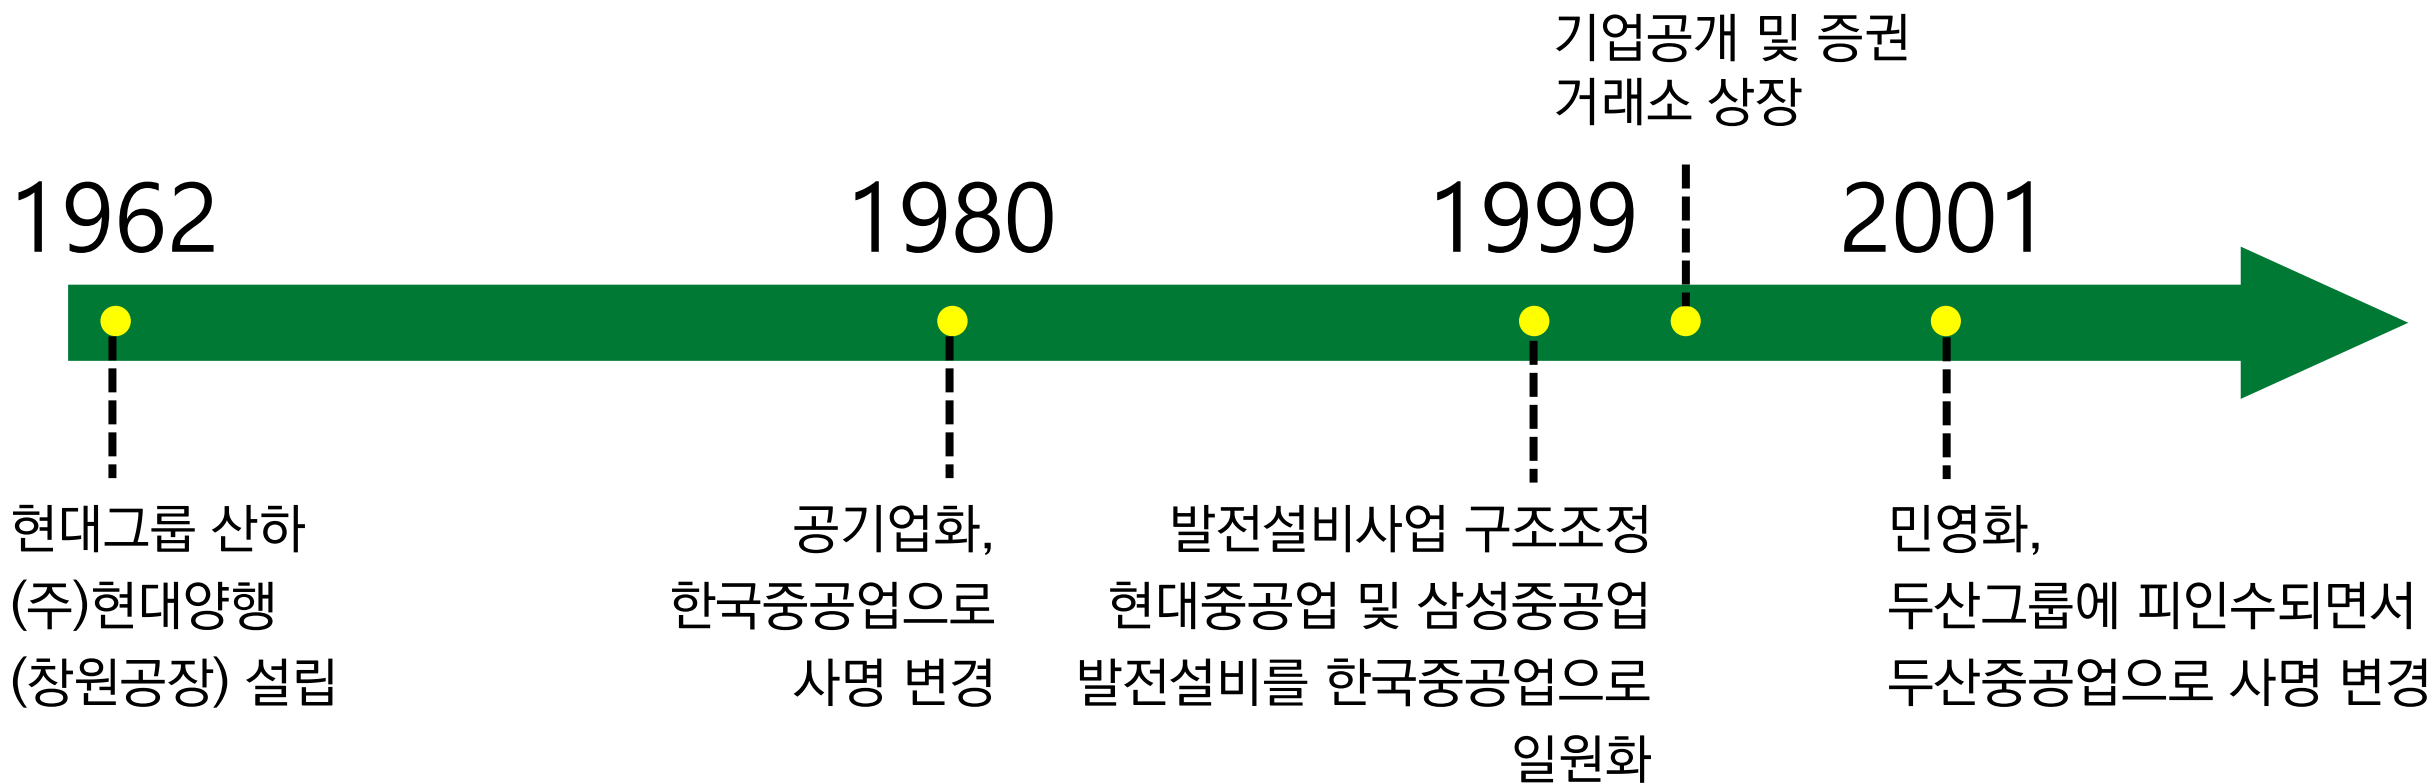 기업공개 및 증권
거래소 상장
1962
1980
1999
2001
현대그룹 산하
(주)현대양행
(창원공장) 설립
공기업화,
한국중공업으로
사명 변경
발전설비사업 구조조정
현대중공업 및 삼성중공업
발전설비를 한국중공업으로
일원화
민영화,
두산그룹에 피인수되면서
두산중공업으로 사명 변경